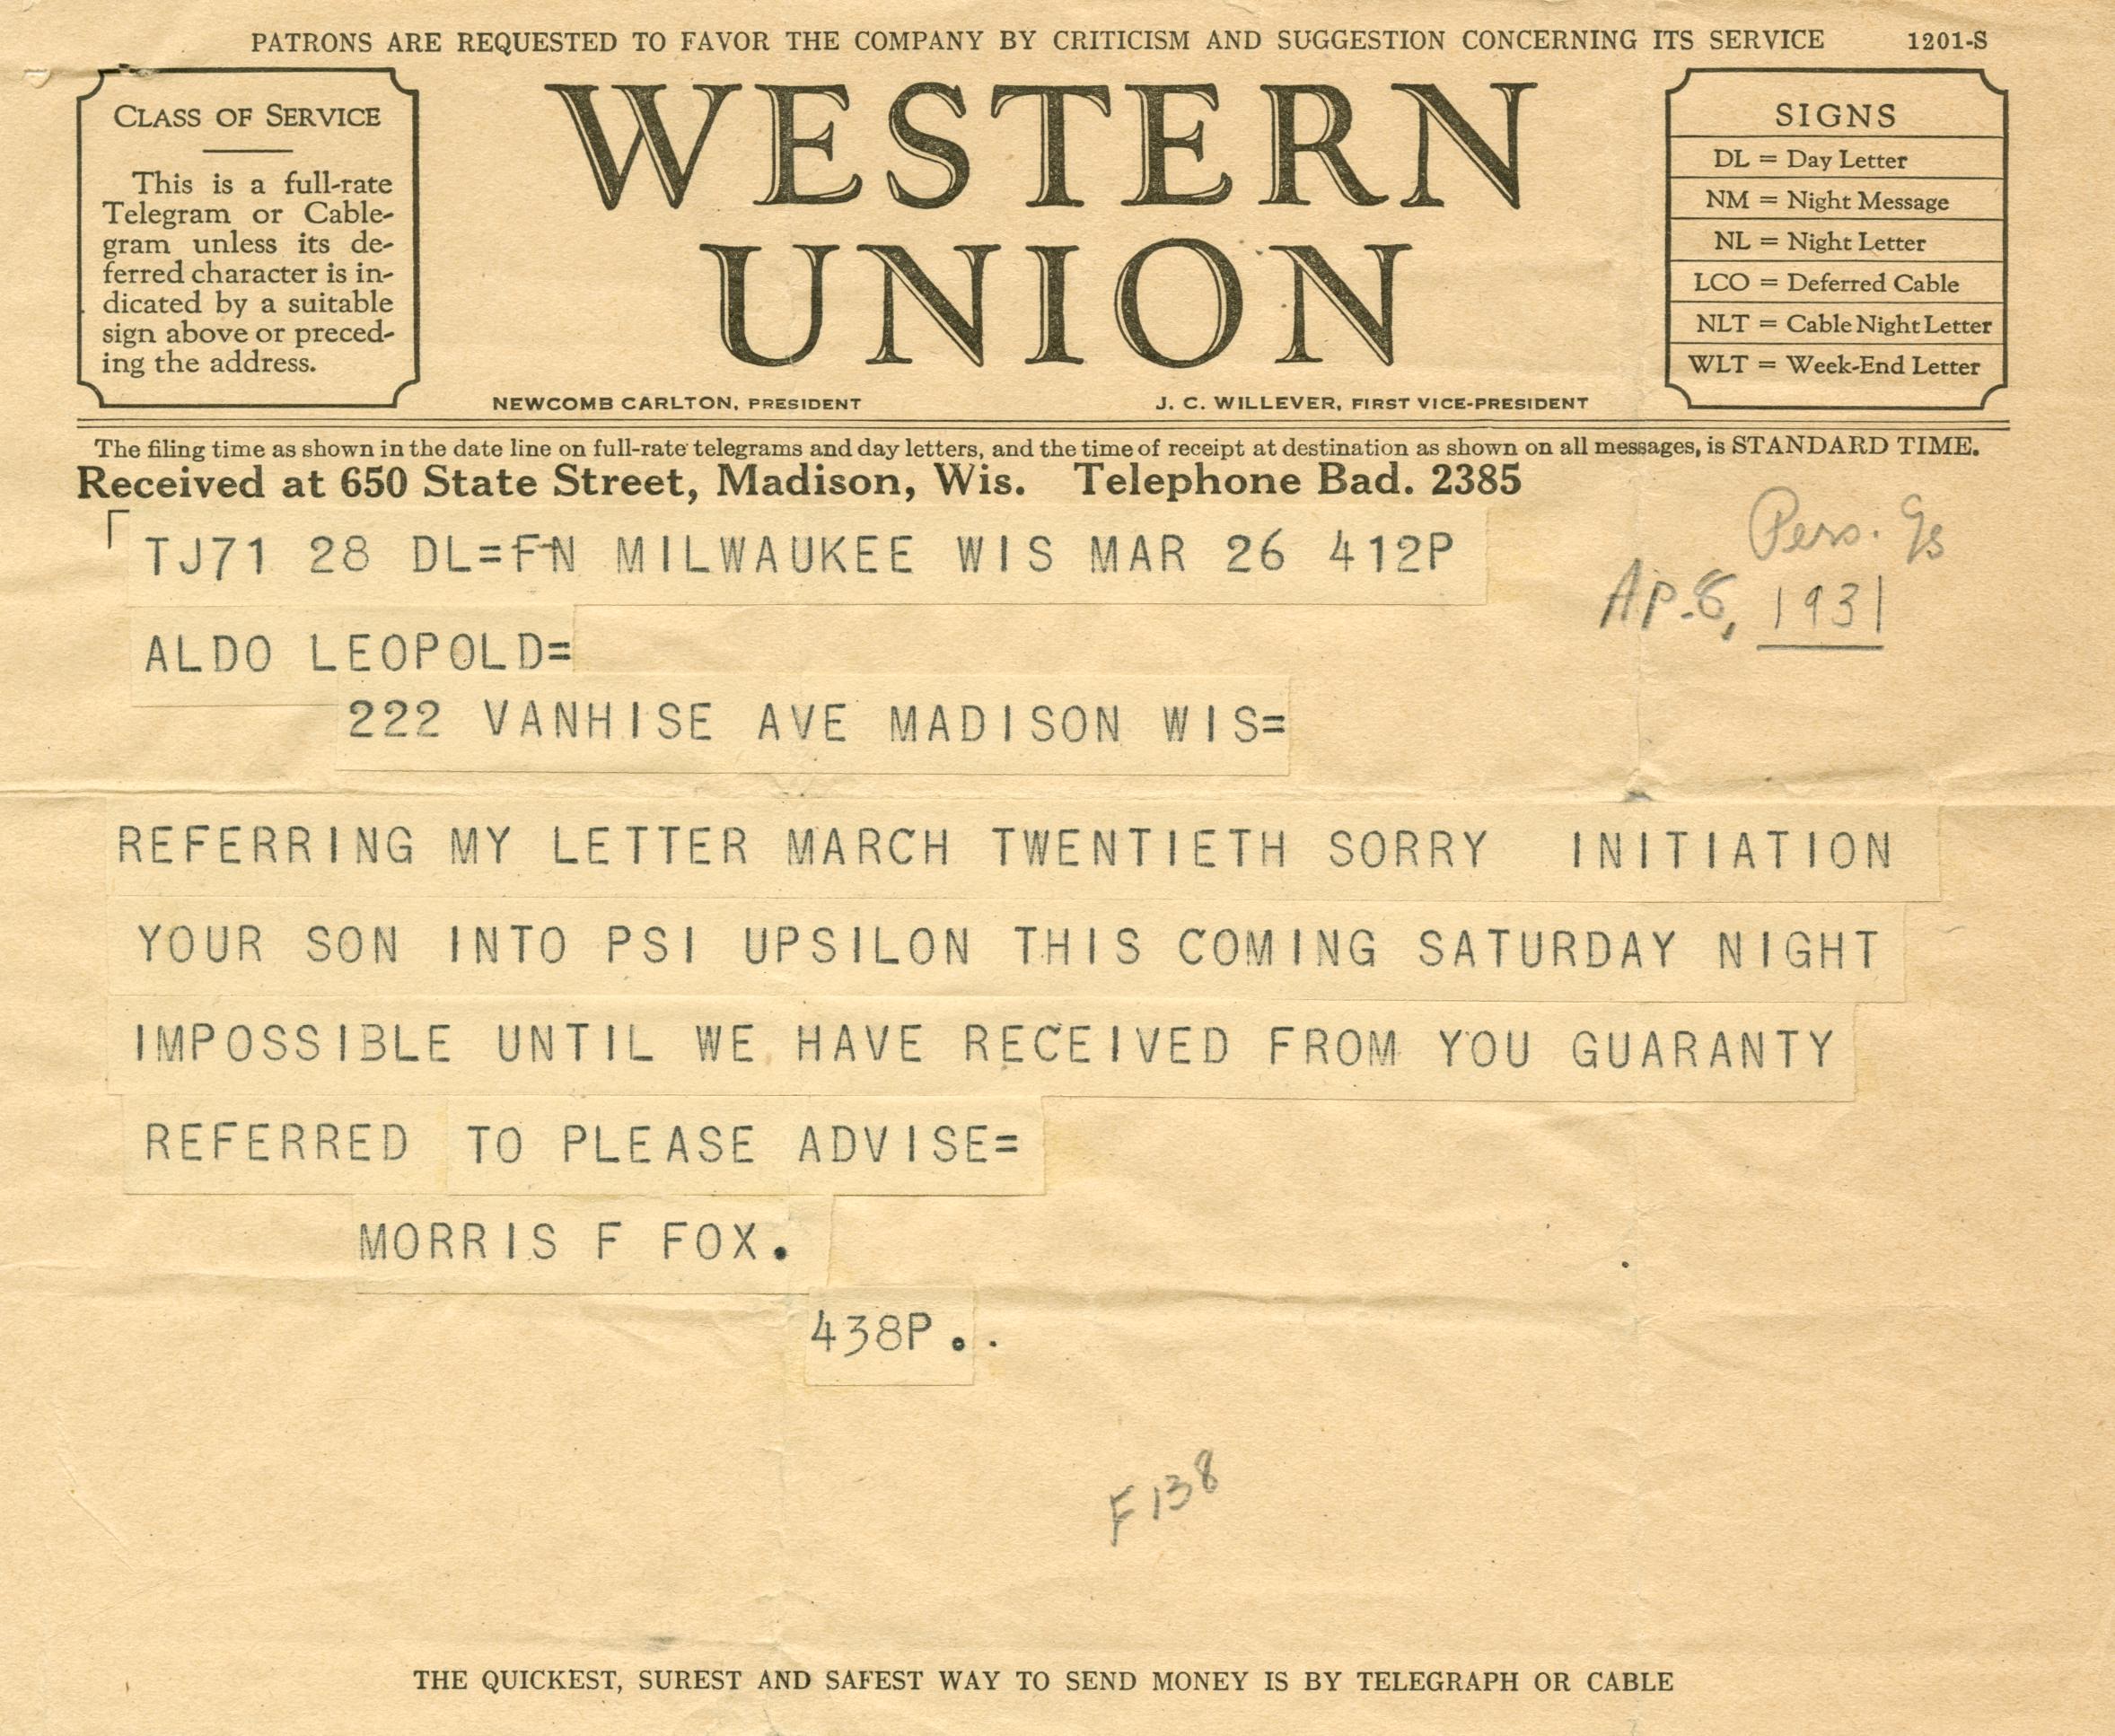 PATRONS ARE REQUESTED TO FAVOR THE COMPANY BY CRITICISM AND SUGGESTION CONCERNING ITS SERVICE
1201-S
CLASS OF SERVICE
This is a full-rate
Telegram or Cable-
gram unless its de-
ferred character is in-
dicated by a suitable
sign above or preced-
ing the address.
WESTERN
UNION
NEWCOMB CARLTON, PRESIDENT
J. C. WILLEVER, FIRST VICE-PRESIDENT
SIGNS
DL = Day Letter
NM = Night Message
NL = Night Letter
LCO = Deferred Cable
NLT = Cable Night Letter
WLT = Week-End Letter
The filing time as shown in the date line on full-rate telegrams and day letters, and the time of receipt at destination as shown on all messages, is STANDARD TIME.
Received at 650 State Street, Madison, Wis. Telephone Bad. 2385
TJ71 28 DL=FN MILWAUKEE WIS MAR 26 412P
Pers.
Ap. 8, 1931
ALDO LEOPOLD=
222 VANHISE AVE MADISON WIS=
REFERRING MY LETTER MARCH TWENTIETH SORRY INITIATION
YOUR SON INTO PSI UPSILON THIS COMING SATURDAY NIGHT
IMPOSSIBLE UNTIL WE HAVE RECEIVED FROM YOU GUARANTY
REFERRED TO PLEASE ADVISE=
MORRIS F FOX.
438P..
F138
THE QUICKEST, SUREST AND SAFEST WAY TO SEND MONEY IS BY TELEGRAPH OR CABLE